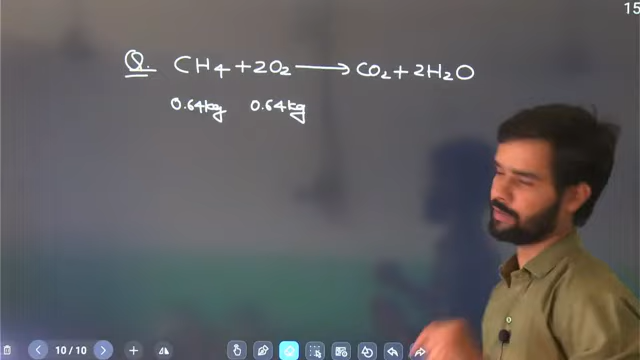 15
Q. CH4 + 2O2 ⟶ CO2 + 2H2O
0.64kg 0.64kg
10 / 10